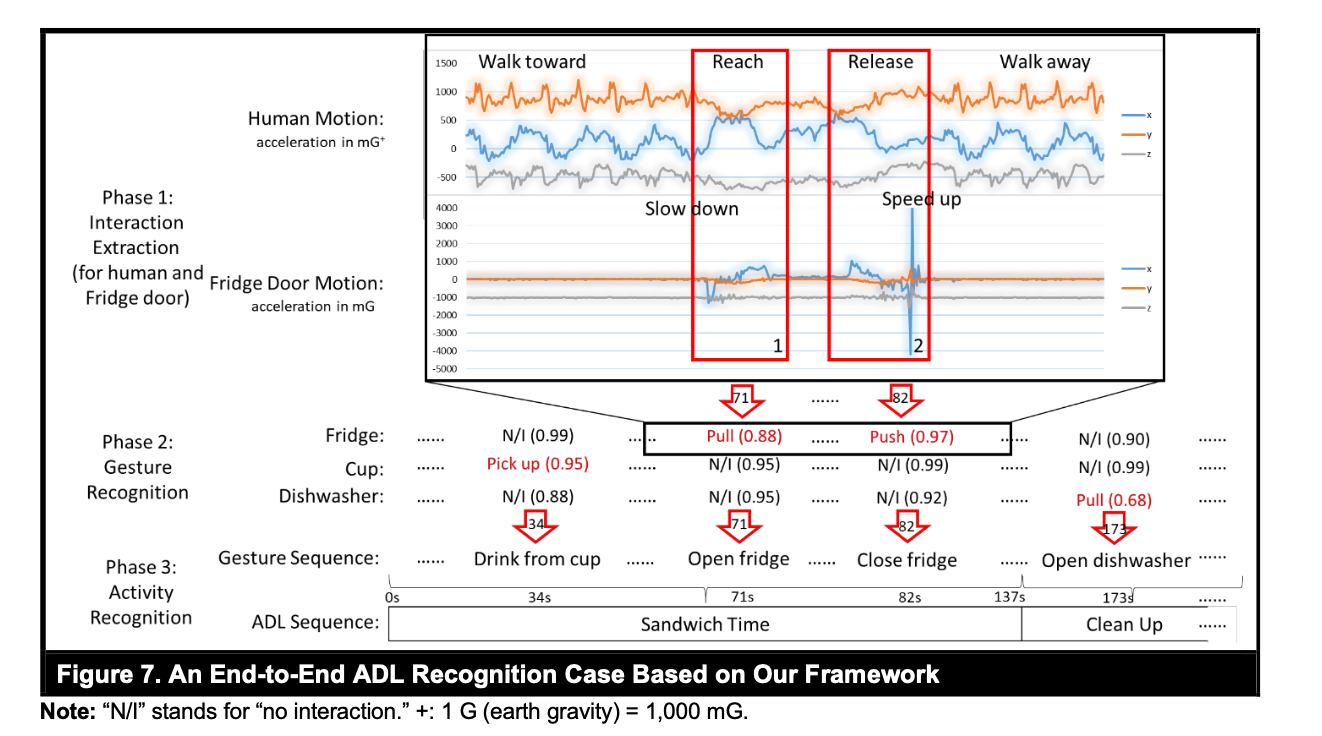 Walk toward Reach Release Walk away
1500
1000
500
0
-500
x
y
z
Human Motion:
acceleration in mG+
Slow down Speed up
4000
3000
2000
1000
0
-1000
-2000
-3000
-4000
-5000
x
y
z
1 2
Fridge Door Motion:
acceleration in mG
Phase 1:
Interaction
Extraction
(for human and
Fridge door)
71 ...... 82
Phase 2:
Gesture
Recognition
Fridge: ...... N/I (0.99) ...... Pull (0.88) ...... Push (0.97) ...... N/I (0.90) ......
Cup: ...... Pick up (0.95) ...... N/I (0.95) ...... N/I (0.99) ...... N/I (0.99) ......
Dishwasher: ...... N/I (0.88) ...... N/I (0.95) ...... N/I (0.92) ...... Pull (0.68) ......
34 71 82 173
Phase 3:
Activity
Recognition
Gesture Sequence: ...... Drink from cup ...... Open fridge ...... Close fridge ...... Open dishwasher ......
0s 34s 71s 82s 137s 173s ......
ADL Sequence: Sandwich Time Clean Up ......
Figure 7. An End-to-End ADL Recognition Case Based on Our Framework
Note: “N/I” stands for “no interaction.” +: 1 G (earth gravity) = 1,000 mG.